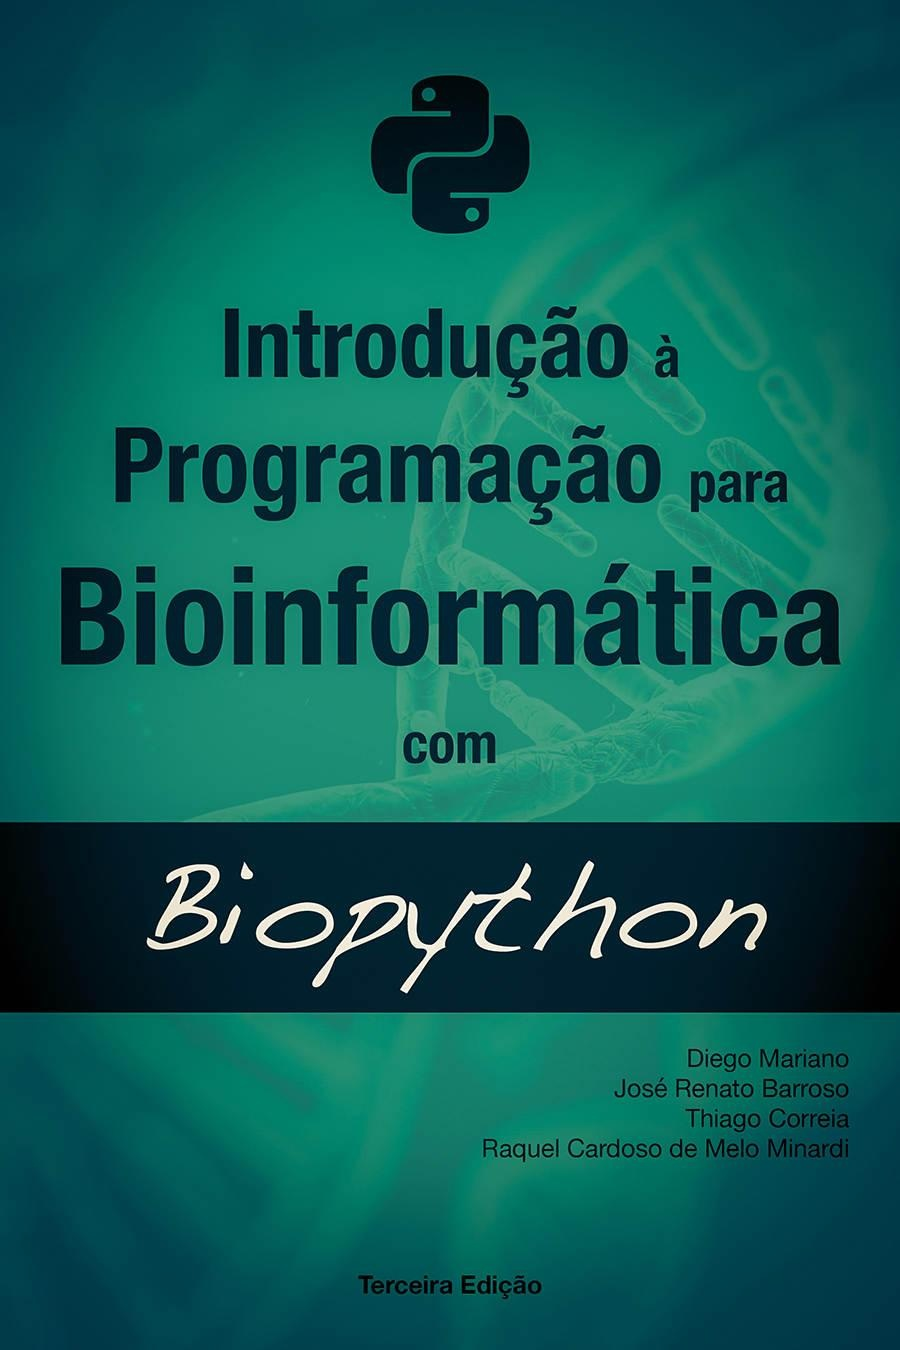 Introdução à
Programação para
Bioinformática
com
Biopython
Diego Mariano
José Renato Barroso
Thiago Correia
Raquel Cardoso de Melo Minardi
Terceira Edição